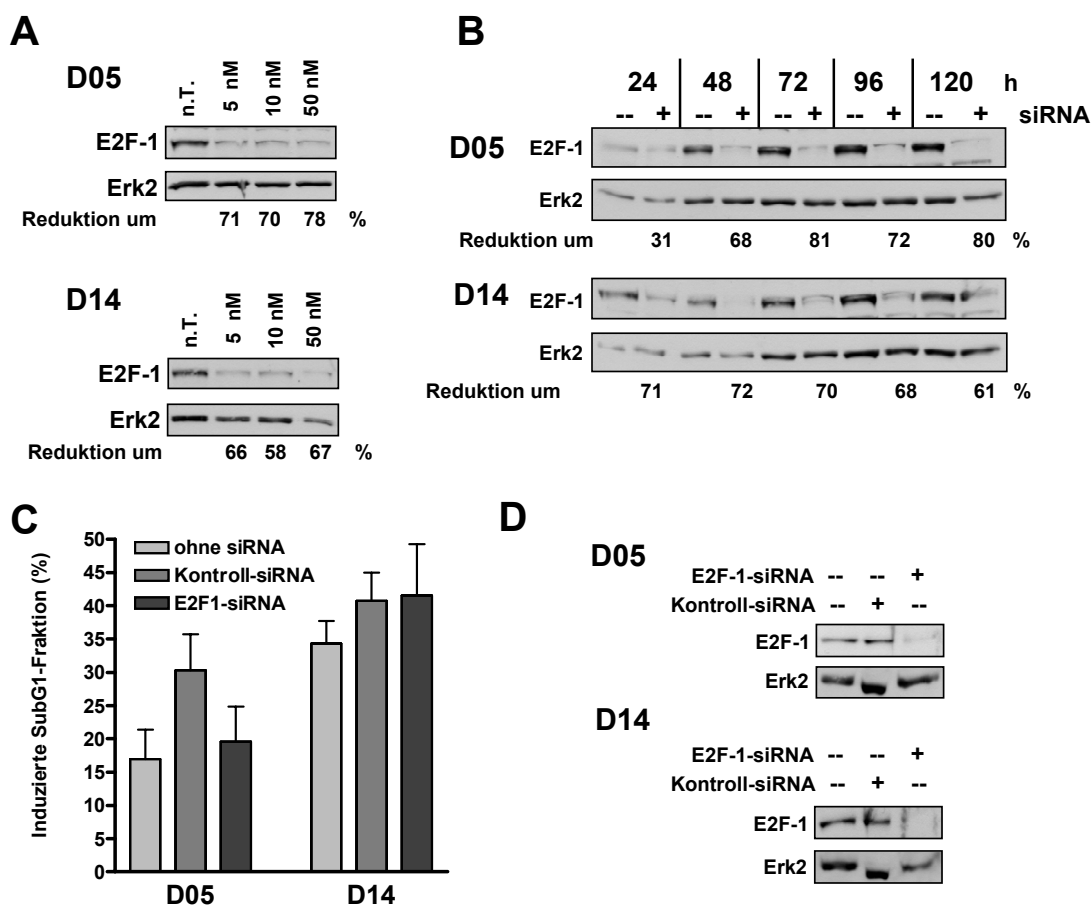 A
D05
n.T.
5 nM
10 nM
50 nM
E2F-1
Erk2
Reduktion um 71 70 78 %
D14
n.T.
5 nM
10 nM
50 nM
E2F-1
Erk2
Reduktion um 66 58 67 %
B
24 48 72 96 120 h
-- + -- + -- + -- + -- + siRNA
D05 E2F-1
Erk2
Reduktion um 31 68 81 72 80 %
D14 E2F-1
Erk2
Reduktion um 71 72 70 68 61 %
C
Induzierte SubG1-Fraktion (%)
50
45
40
35
30
25
20
15
10
5
0
ohne siRNA
Kontroll-siRNA
E2F1-siRNA
D05 D14
D
D05
E2F-1-siRNA -- -- +
Kontroll-siRNA -- + --
E2F-1
Erk2
D14
E2F-1-siRNA -- -- +
Kontroll-siRNA -- + --
E2F-1
Erk2